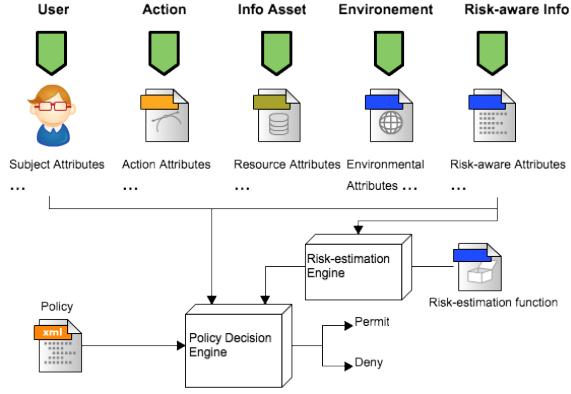 User
Action
Info Asset
Environement
Risk-aware Info
Subject Attributes
Action Attributes
Resource Attributes
Environmental
Attributes ...
Risk-aware Attributes
...
...
...
...
Risk-estimation
Engine
Risk-estimation function
Policy
xml
Policy Decision
Engine
Permit
Deny